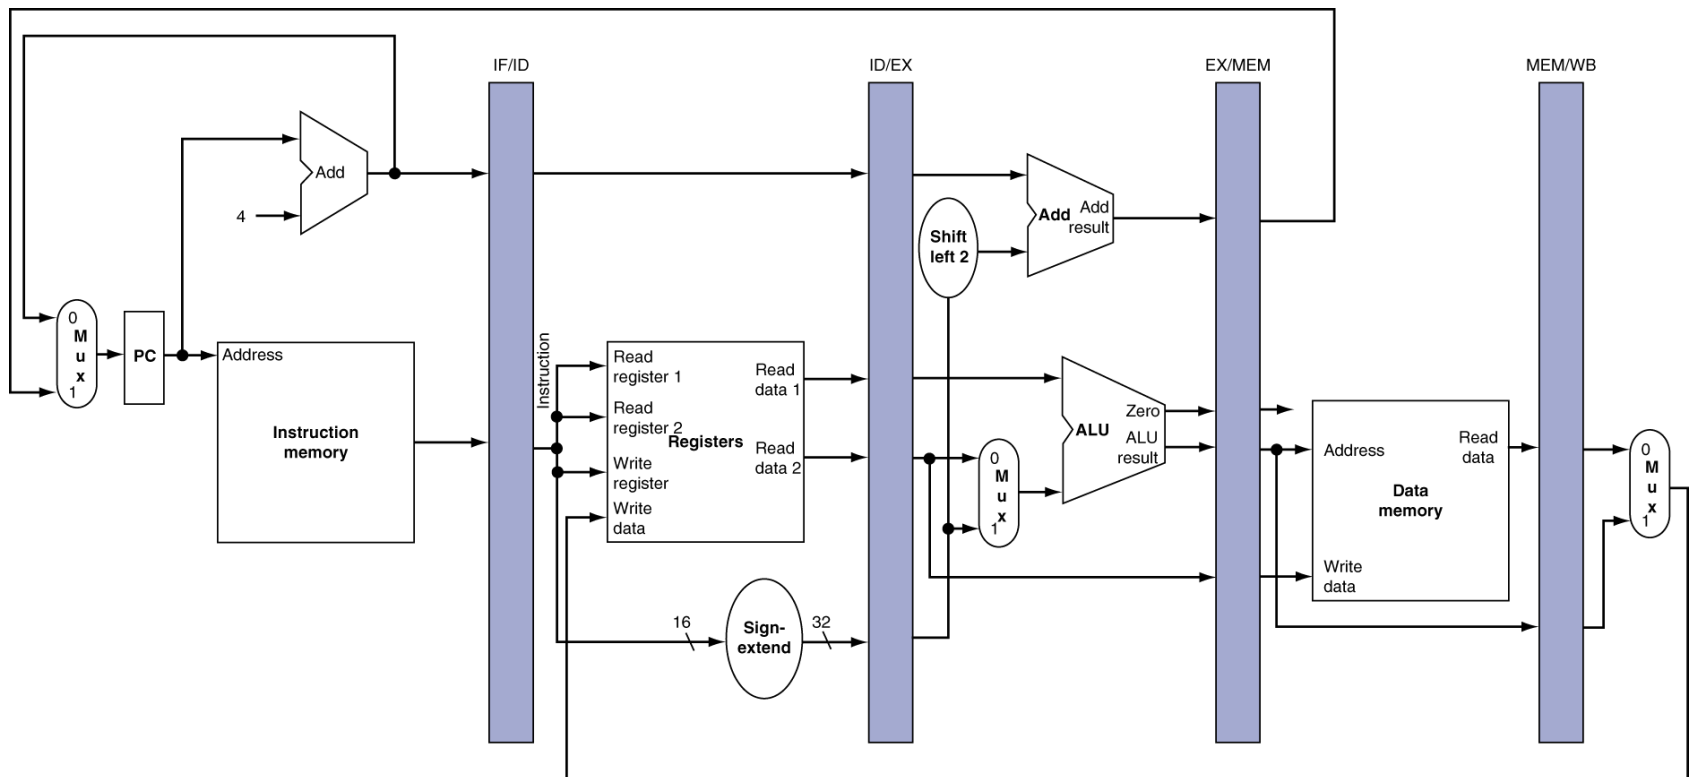 IF/ID
ID/EX
EX/MEM
MEM/WB
Add
4
Add
Add
result
Shift
left 2
0
M
u
x
1
PC
Address
Instruction
memory
Instruction
Read
register 1
Read
register 2
Registers
Write
register
Write
data
Read
data 1
Read
data 2
16
Sign-
extend
32
0
M
u
x
1
Zero
ALU
ALU
result
Address
Read
data
Data
memory
Write
data
0
M
u
x
1